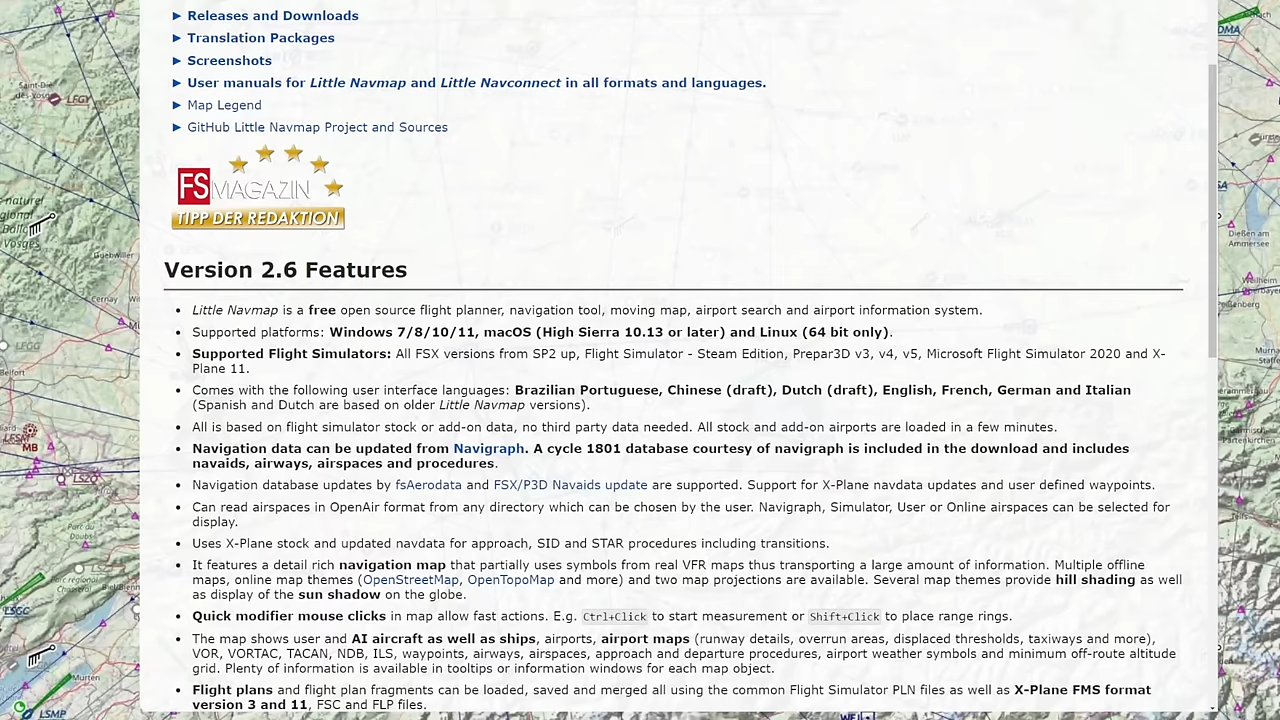 ► Releases and Downloads
► Translation Packages
► Screenshots
► User manuals for Little Navmap and Little Navconnect in all formats and languages.
► Map Legend
► GitHub Little Navmap Project and Sources
FS MAGAZIN
TIPP DER REDAKTION
Version 2.6 Features
• Little Navmap is a free open source flight planner, navigation tool, moving map, airport search and airport information system.
• Supported platforms: Windows 7/8/10/11, macOS (High Sierra 10.13 or later) and Linux (64 bit only).
• Supported Flight Simulators: All FSX versions from SP2 up, Flight Simulator - Steam Edition, Prepar3D v3, v4, v5, Microsoft Flight Simulator 2020 and X-
Plane 11.
• Comes with the following user interface languages: Brazilian Portuguese, Chinese (draft), Dutch (draft), English, French, German and Italian
(Spanish and Dutch are based on older Little Navmap versions).
• All is based on flight simulator stock or add-on data, no third party data needed. All stock and add-on airports are loaded in a few minutes.
• Navigation data can be updated from Navigraph. A cycle 1801 database courtesy of navigraph is included in the download and includes
navaids, airways, airspaces and procedures.
• Navigation database updates by fsAerodata and FSX/P3D Navaids update are supported. Support for X-Plane navdata updates and user defined waypoints.
• Can read airspaces in OpenAir format from any directory which can be chosen by the user. Navigraph, Simulator, User or Online airspaces can be selected for
display.
• Uses X-Plane stock and updated navdata for approach, SID and STAR procedures including transitions.
• It features a detail rich navigation map that partially uses symbols from real VFR maps thus transporting a large amount of information. Multiple offline
maps, online map themes (OpenStreetMap, OpenTopoMap and more) and two map projections are available. Several map themes provide hill shading as well
as display of the sun shadow on the globe.
• Quick modifier mouse clicks in map allow fast actions. E.g. Ctrl+Click to start measurement or Shift+Click to place range rings.
• The map shows user and AI aircraft as well as ships, airports, airport maps (runway details, overrun areas, displaced thresholds, taxiways and more),
VOR, VORTAC, TACAN, NDB, ILS, waypoints, airways, airspaces, approach and departure procedures, airport weather symbols and minimum off-route altitude
grid. Plenty of information is available in tooltips or information windows for each map object.
• Flight plans and flight plan fragments can be loaded, saved and merged all using the common Flight Simulator PLN files as well as X-Plane FMS format
version 3 and 11, FSC and FLP files.
Saint-Dié
des-Vosges
LFGY
Vosges
Guebwiller
Cernay
LFGG
Belfort
MB
Parc du
Doubs
LSGC
LSMP
Murten
Dießen am
Ammersee
Weilheim